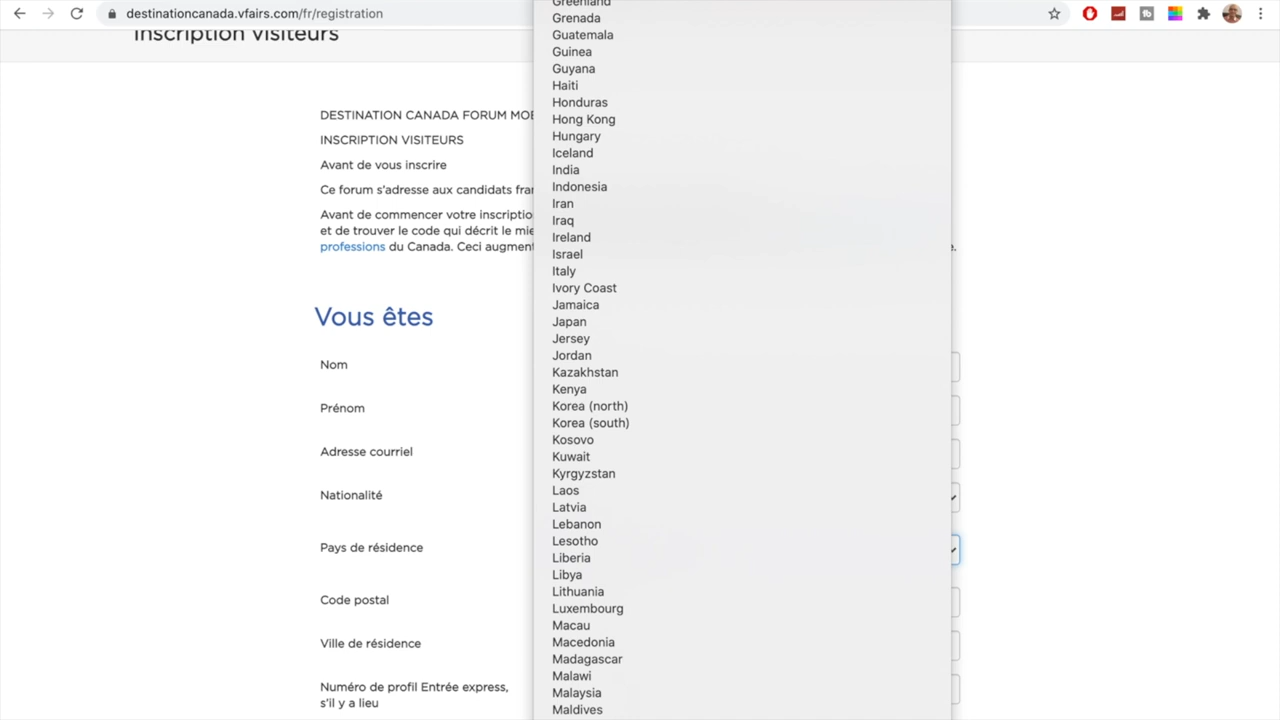 destinationcanada.vfairs.com/fr/registration
Inscription visiteurs
DESTINATION CANADA FORUM
INSCRIPTION VISITEURS
Avant de vous inscrire
Ce forum s'adresse aux candidats
Avant de commencer votre
et de trouver le code qui décrit le
professions du Canada. Ceci
Vous êtes
Nom
Prénom
Adresse courriel
Nationalité
Pays de résidence
Code postal
Ville de résidence
Numéro de profil Entrée express,
s'il y a lieu
Greenland
Grenada
Guatemala
Guinea
Guyana
Haiti
Honduras
Hong Kong
Hungary
Iceland
India
Indonesia
Iran
Iraq
Ireland
Israel
Italy
Ivory Coast
Jamaica
Japan
Jersey
Jordan
Kazakhstan
Kenya
Korea (north)
Korea (south)
Kosovo
Kuwait
Kyrgyzstan
Laos
Latvia
Lebanon
Lesotho
Liberia
Libya
Lithuania
Luxembourg
Macau
Macedonia
Madagascar
Malawi
Malaysia
Maldives